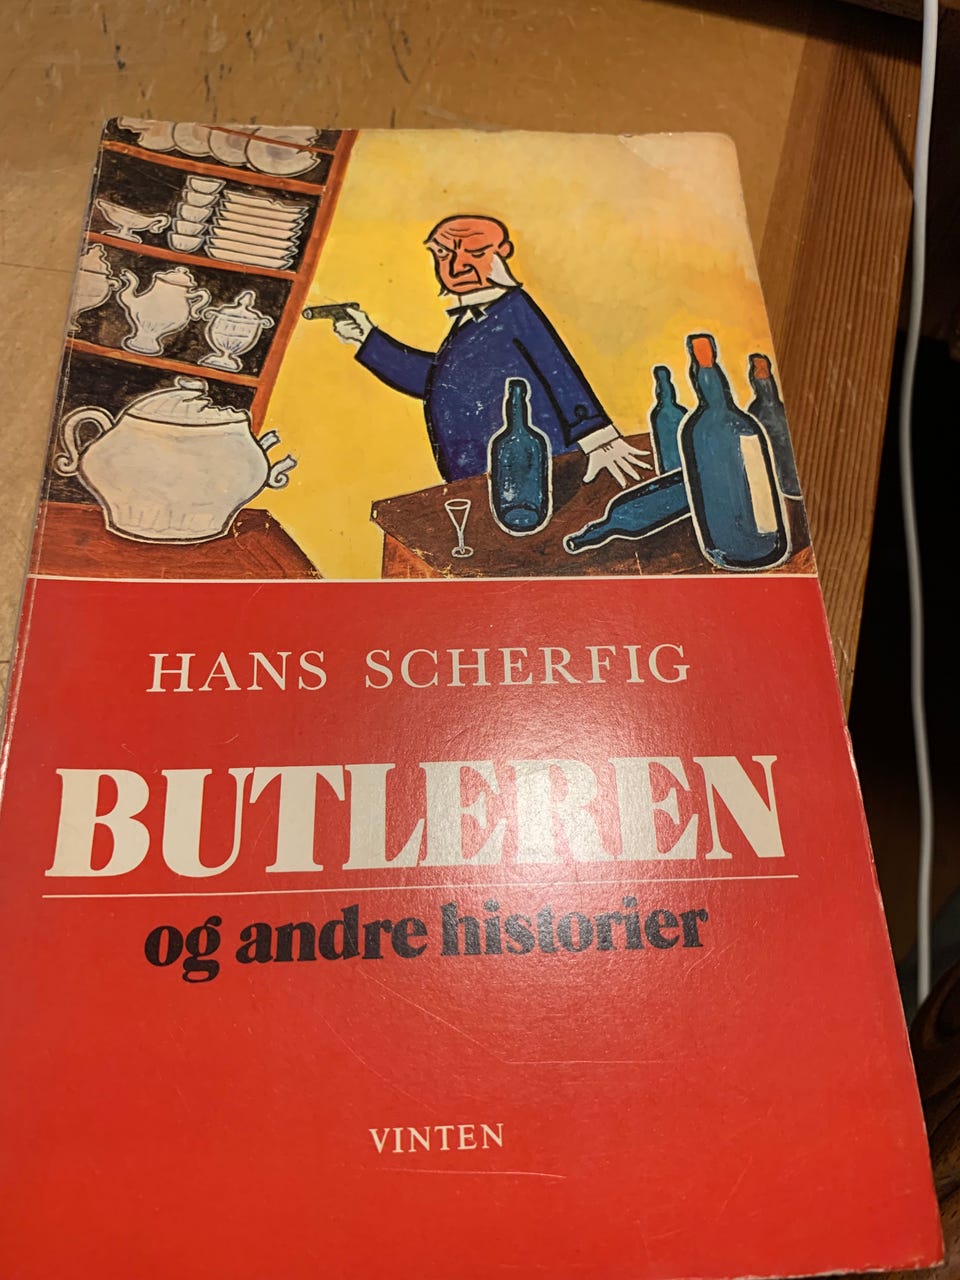 HANS SCHERFIG
BUTLEREN
og andre historier
VINTEN